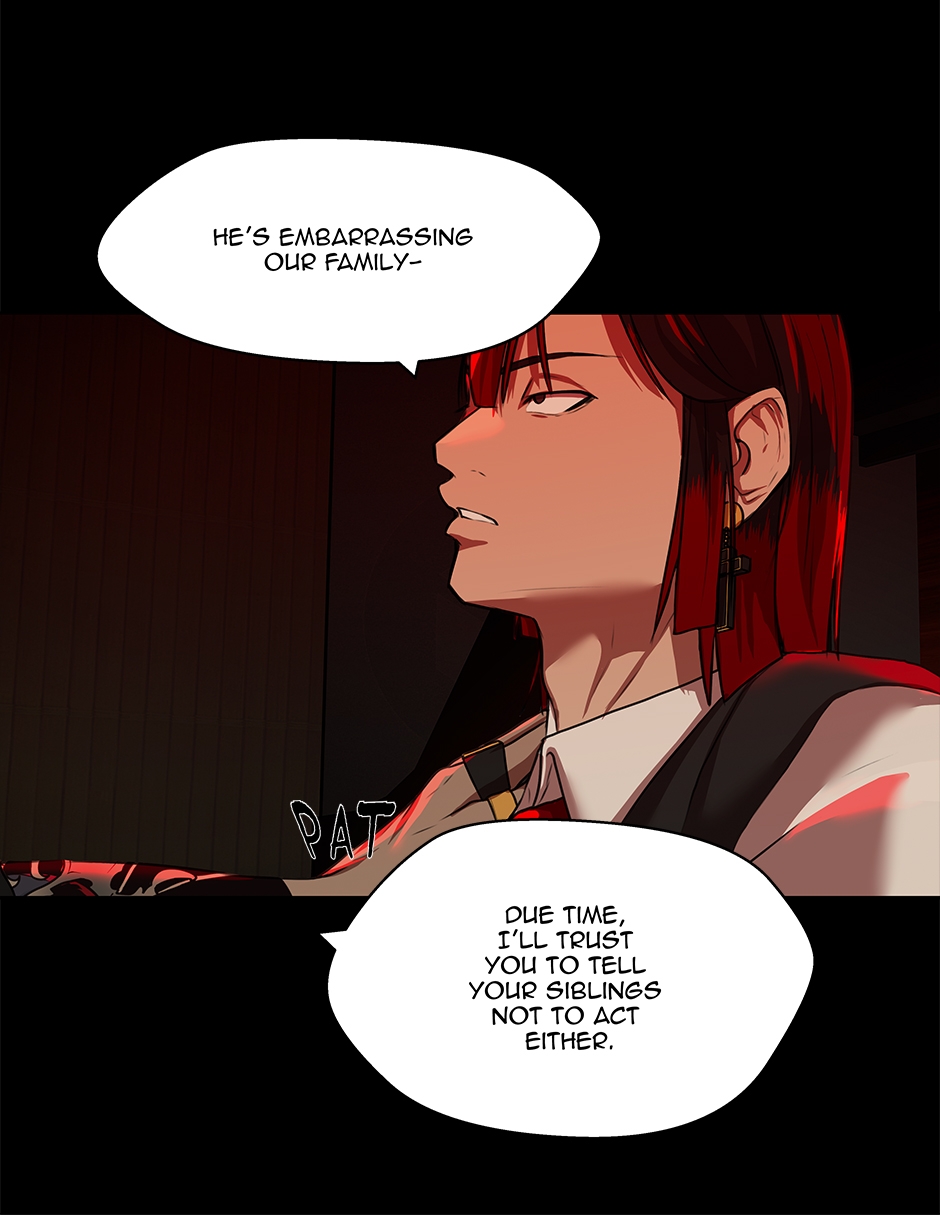 HE'S EMBARRASSING
OUR FAMILY-
PAT
DUE TIME,
I'LL TRUST
YOU TO TELL
YOUR SIBLINGS
NOT TO ACT
EITHER.